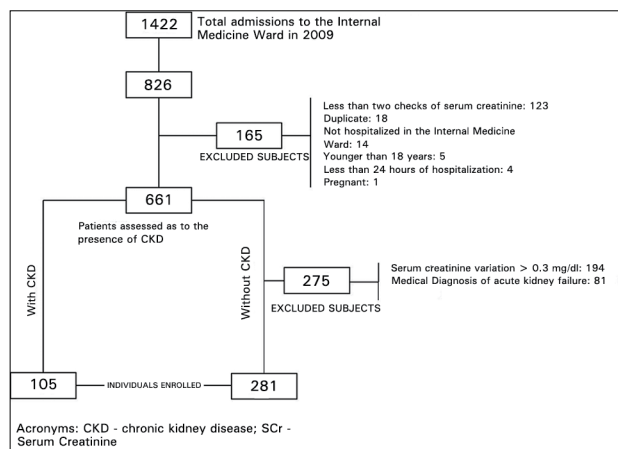 1422
Total admissions to the Internal
Medicine Ward in 2009
826
165
EXCLUDED SUBJECTS
Less than two checks of serum creatinine: 123
Duplicate: 18
Not hospitalized in the Internal Medicine
Ward: 14
Younger than 18 years: 5
Less than 24 hours of hospitalization: 4
Pregnant: 1
661
Patients assessed as to the
presence of CKD
With CKD
Without CKD
275
EXCLUDED SUBJECTS
Serum creatinine variation > 0.3 mg/dl: 194
Medical Diagnosis of acute kidney failure: 81
105
INDIVIDUALS ENROLLED
281
Acronyms: CKD - chronic kidney disease; SCr -
Serum Creatinine